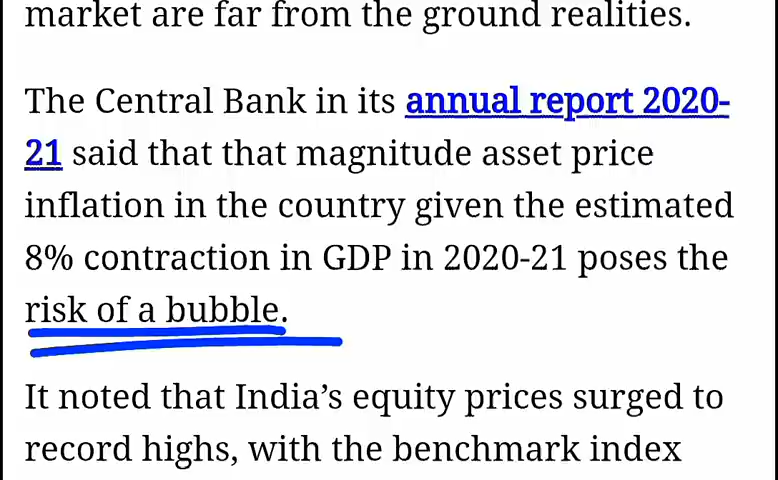 market are far from the ground realities.
The Central Bank in its annual report 2020-
21 said that that magnitude asset price
inflation in the country given the estimated
8% contraction in GDP in 2020-21 poses the
risk of a bubble.
It noted that India’s equity prices surged to
record highs, with the benchmark index